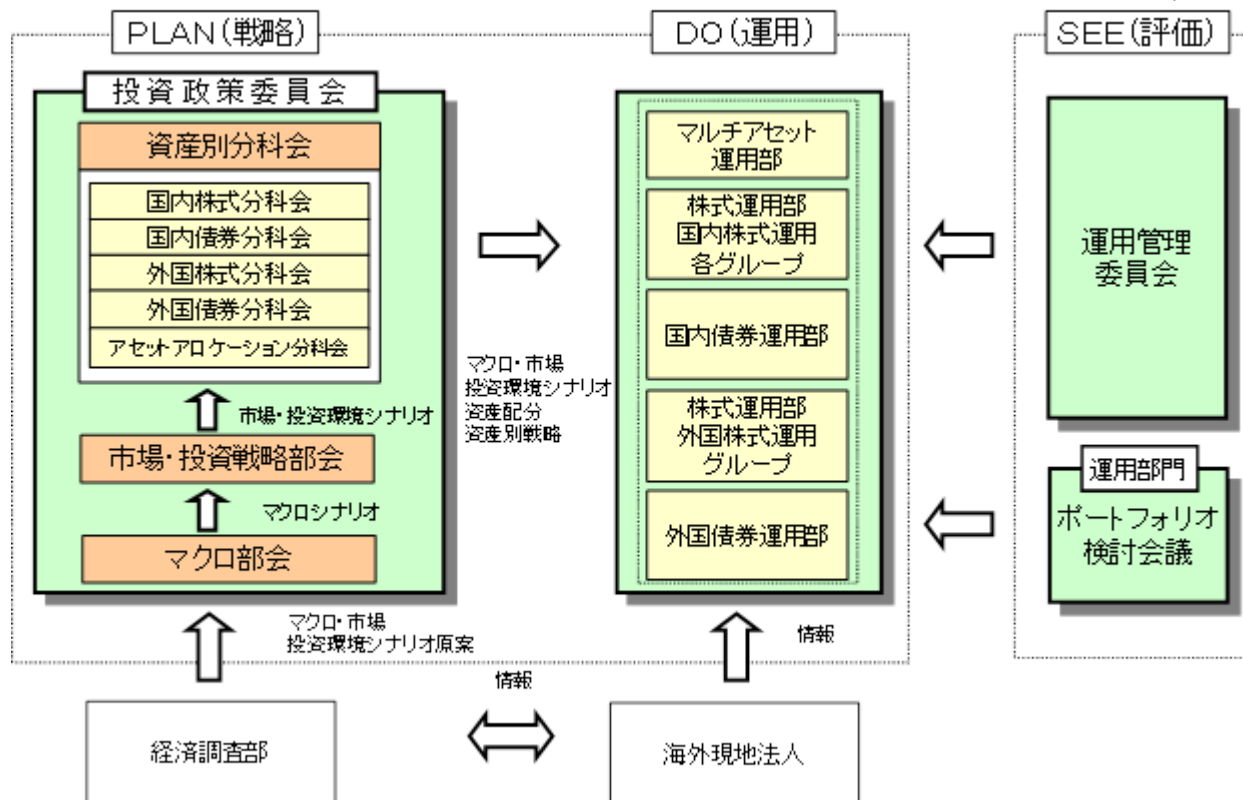 PLAN(戦略)
投資政策委員会
資産別分科会
国内株式分科会
国内債券分科会
外国株式分科会
外国債券分科会
アセットアロケーション分科会
市場・投資環境シナリオ
市場・投資戦略部会
マクロシナリオ
マクロ部会
マクロ・市場
投資環境シナリオ原案
経済調査部
マクロ・市場
投資環境シナリオ
資産配分
資産別戦略
DO(運用)
マルチアセット
運用部
株式運用部
国内株式運用
各グループ
国内債券運用部
株式運用部
外国株式運用
グループ
外国債券運用部
情報
情報
海外現地法人
SEE(評価)
運用管理
委員会
運用部門
ポートフォリオ
検討会議